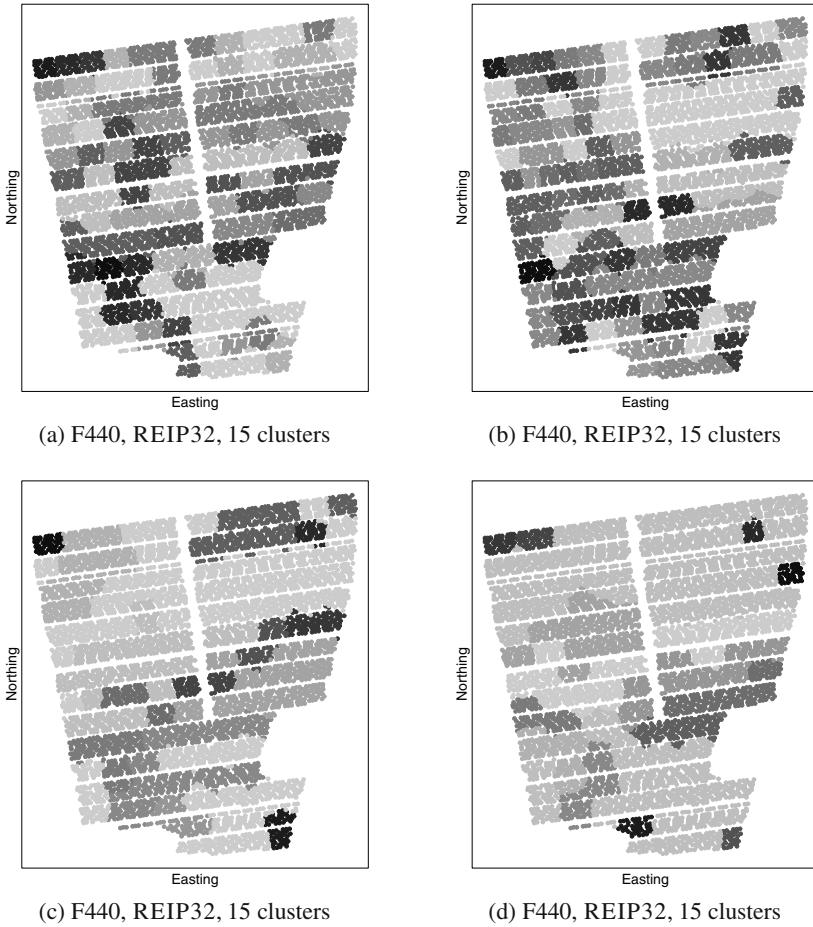 Northing
Easting
(a) F440, REIP32, 15 clusters
Northing
Easting
(b) F440, REIP32, 15 clusters
Northing
Easting
(c) F440, REIP32, 15 clusters
Northing
Easting
(d) F440, REIP32, 15 clusters